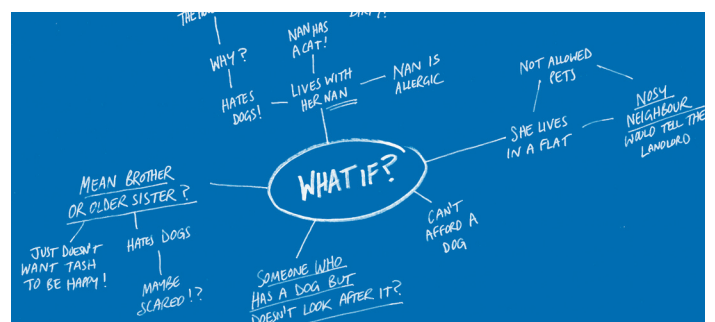 WHY?
HATES
DOGS!
NAN HAS
A CAT!
LIVES WITH
HER NAN
NAN IS
ALLERGIC
NOT ALLOWED
PETS
NOSY
NEIGHBOUR
WOULD TELL THE
LANDLORD
SHE LIVES
IN A FLAT
WHAT IF?
MEAN BROTHER
OR OLDER SISTER?
JUST DOESN'T
WANT TASH
TO BE HAPPY!
HATES DOGS
MAYBE
SCARED!?
SOMEONE WHO
HAS A DOG BUT
DOESN'T LOOK AFTER IT?
CAN'T
AFFORD A
DOG